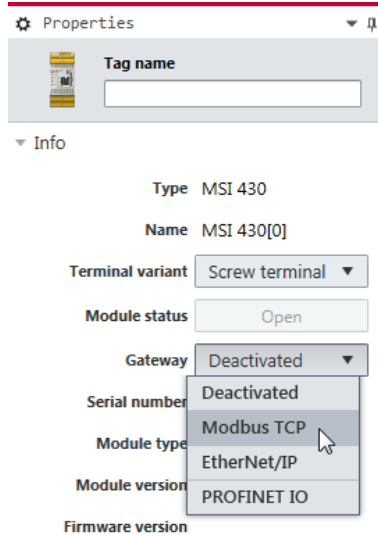 Properties
Tag name
Info
Type MSI 430
Name MSI 430[0]
Terminal variant Screw terminal
Module status Open
Gateway Deactivated
Serial number Deactivated
Module type Modbus TCP
EtherNet/IP
Module version PROFINET IO
Firmware version